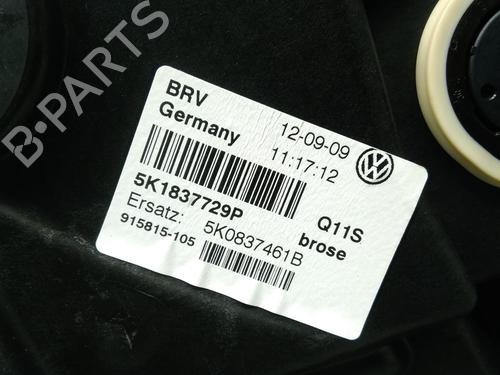 B-PARTS
BRV
Germany
12-09-09
11:17:12
5K1837729P
Q11S
Ersatz: 5K0837461B
brose
915815-105